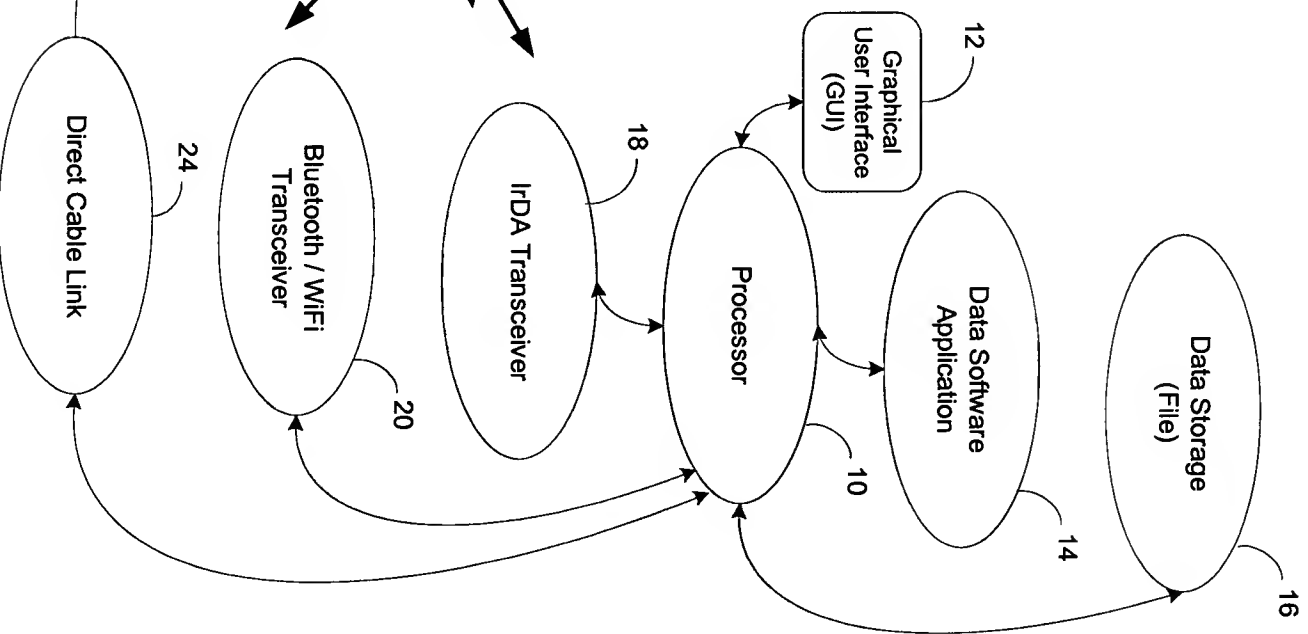 16
Data Storage
(File)
14
Data Software
Application
12
Graphical
User Interface
(GUI)
10
Processor
18
IrDA Transceiver
20
Bluetooth / WiFi
Transceiver
24
Direct Cable Link